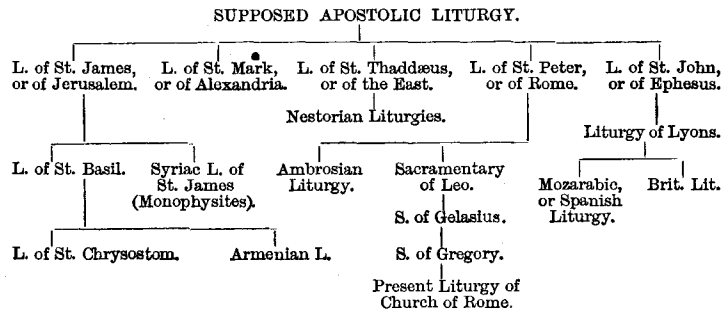 SUPPOSED APOSTOLIC LITURGY.
L. of St. James, or of Jerusalem.
L. of St. Mark, or of Alexandria.
L. of St. Thaddæus, or of the East.
L. of St. Peter, or of Rome.
L. of St. John, or of Ephesus.
Nestorian Liturgies.
Liturgy of Lyons.
L. of St. Basil.
Syriac L. of St. James (Monophysites).
Ambrosian Liturgy.
Sacramentary of Leo.
Mozarabic, or Spanish Liturgy.
Brit. Lit.
S. of Gelasius.
L. of St. Chrysostom.
Armenian L.
S. of Gregory.
Present Liturgy of Church of Rome.